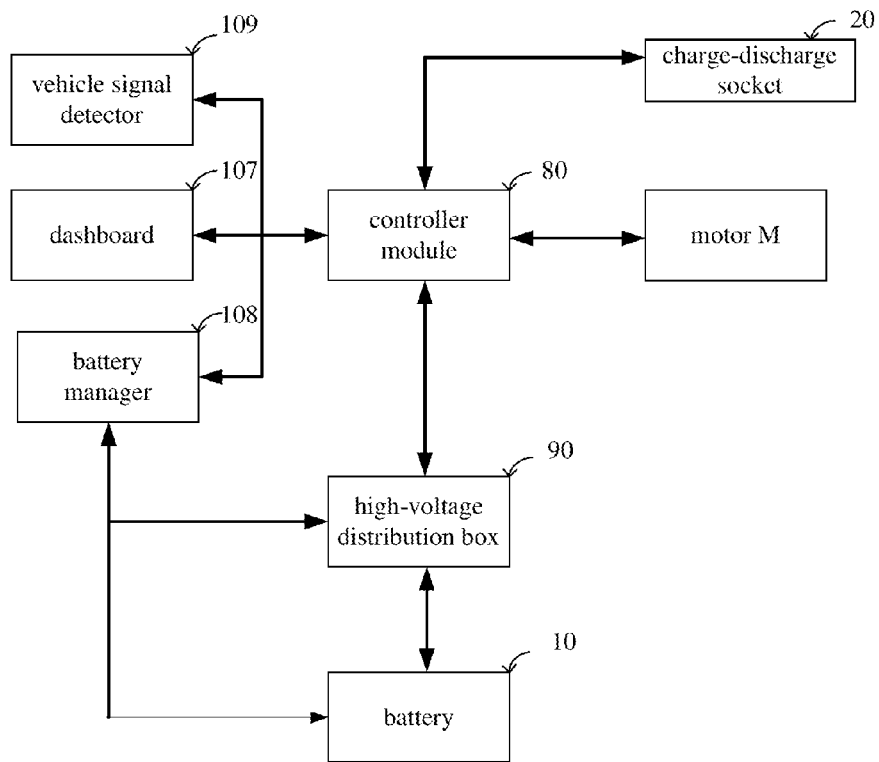 109
20
vehicle signal
detector
charge-discharge
socket
107
80
dashboard
controller
module
motor M
108
battery
manager
90
high-voltage
distribution box
10
battery